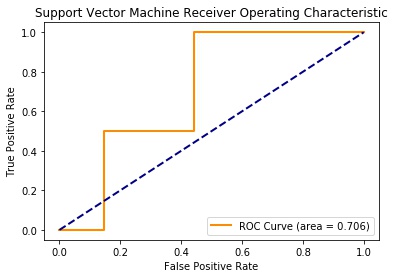 Support Vector Machine Receiver Operating Characteristic
True Positive Rate
1.0
0.8
0.6
0.4
0.2
0.0
ROC Curve (area = 0.706)
0.0 0.2 0.4 0.6 0.8 1.0
False Positive Rate